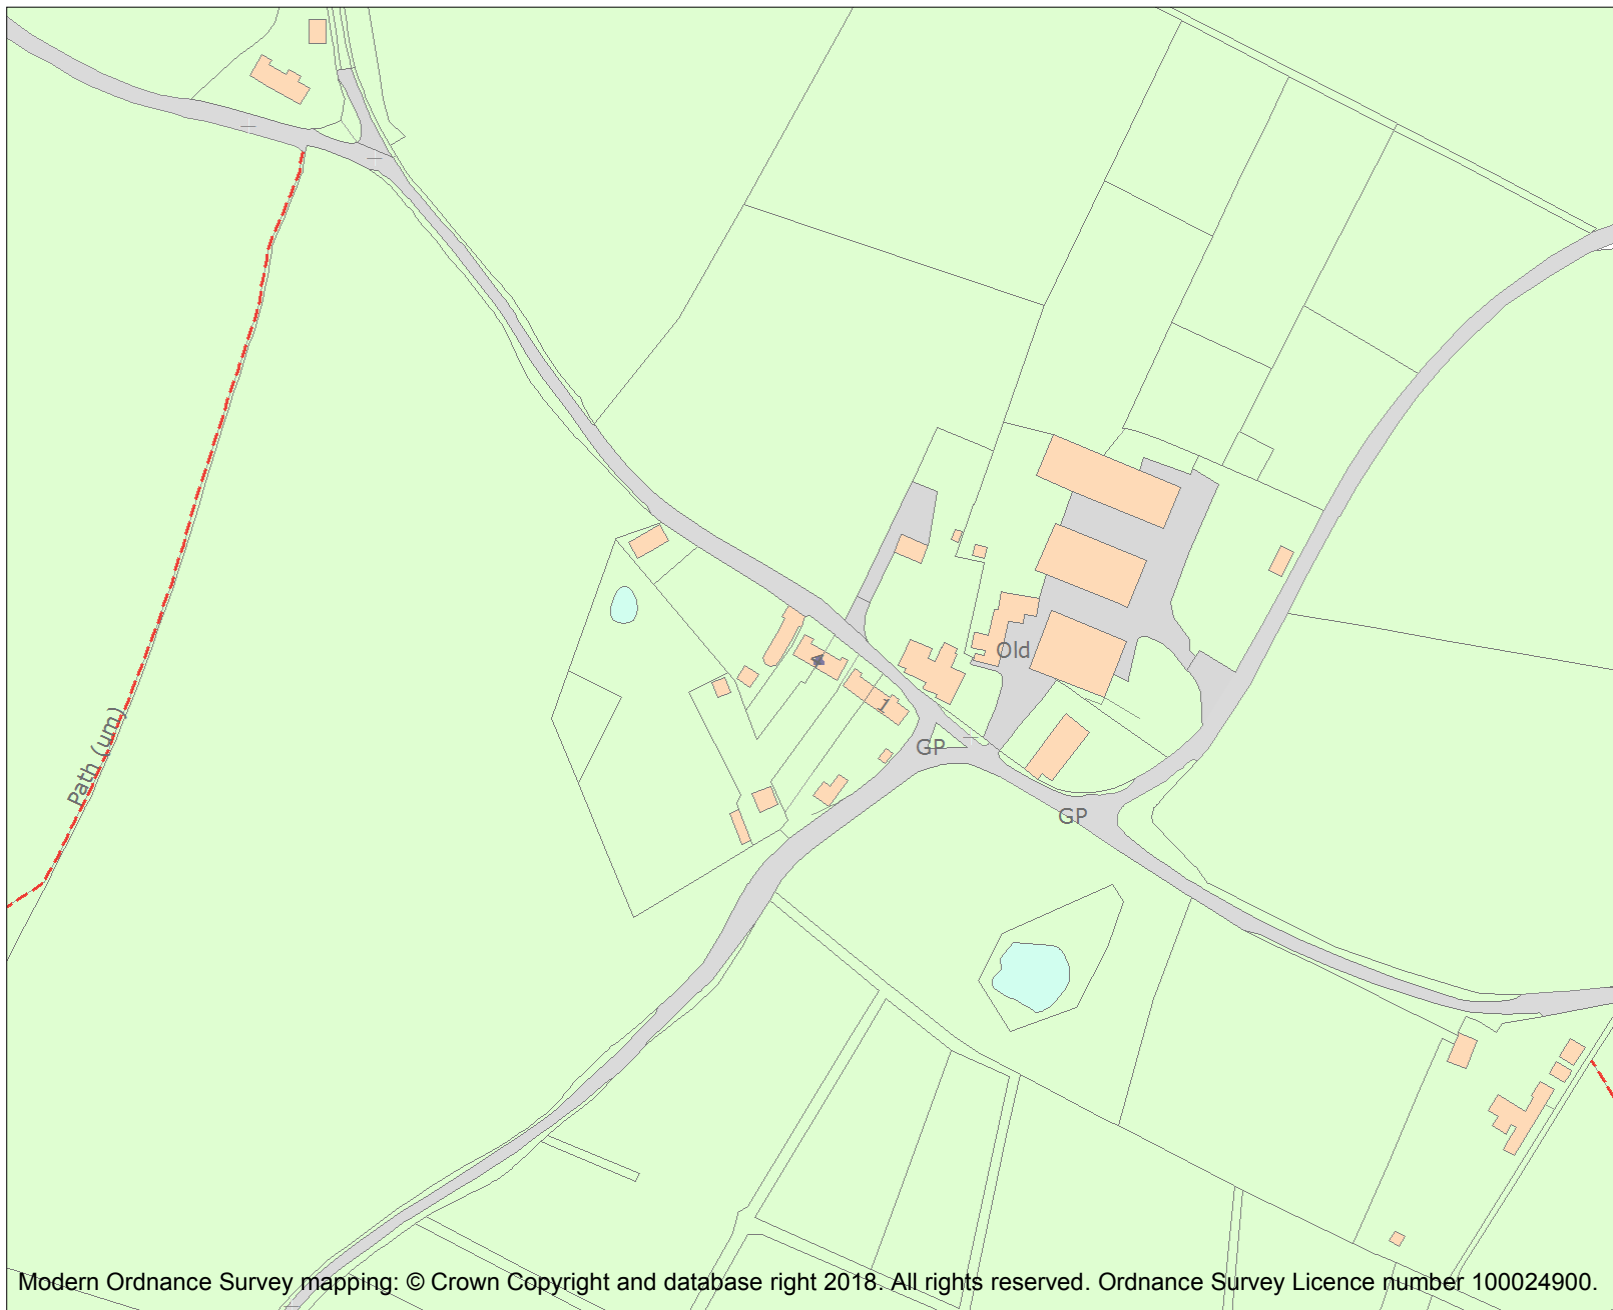 4
Old
1
Path (um)
GP
GP
Modern Ordnance Survey mapping: © Crown Copyright and database right 2018. All rights reserved. Ordnance Survey Licence number 100024900.